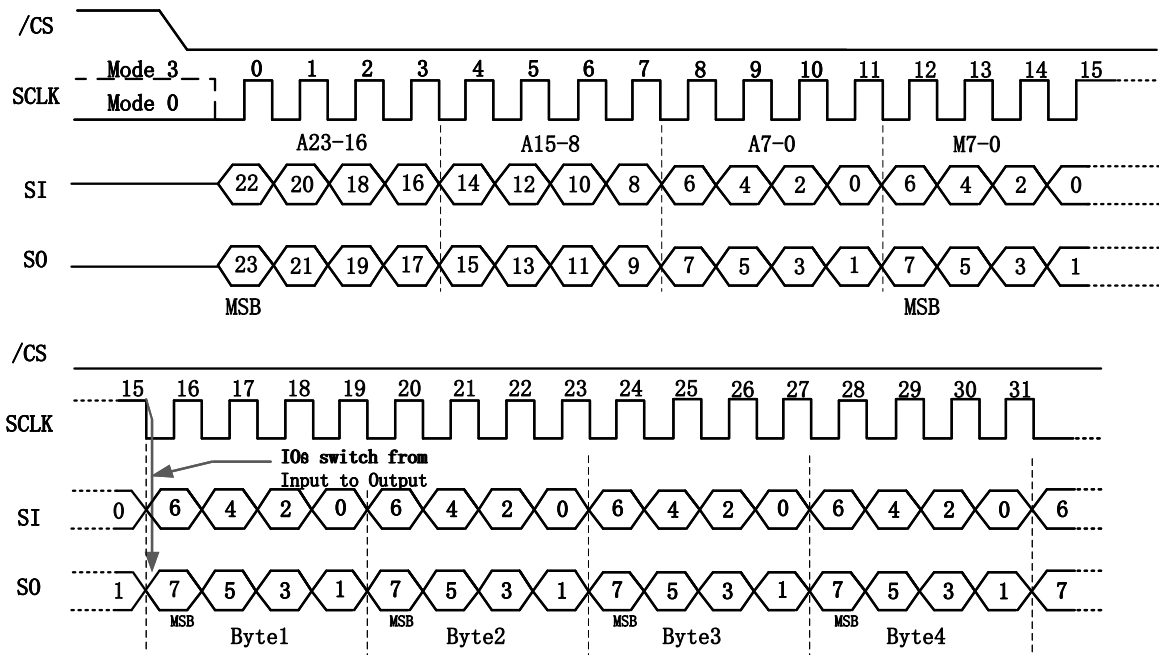 /CS
Mode 3 0 1 2 3 4 5 6 7 8 9 10 11 12 13 14 15
SCLK
Mode 0
A23-16 A15-8 A7-0 M7-0
SI 22 20 18 16 14 12 10 8 6 4 2 0 6 4 2 0
SO 23 21 19 17 15 13 11 9 7 5 3 1 7 5 3 1
MSB MSB
/CS
15 16 17 18 19 20 21 22 23 24 25 26 27 28 29 30 31
SCLK
IOs switch from
Input to Output
SI 0 6 4 2 0 6 4 2 0 6 4 2 0 6 4 2 0 6
SO 1 7 5 3 1 7 5 3 1 7 5 3 1 7 5 3 1 7
MSB MSB MSB MSB
Byte1 Byte2 Byte3 Byte4